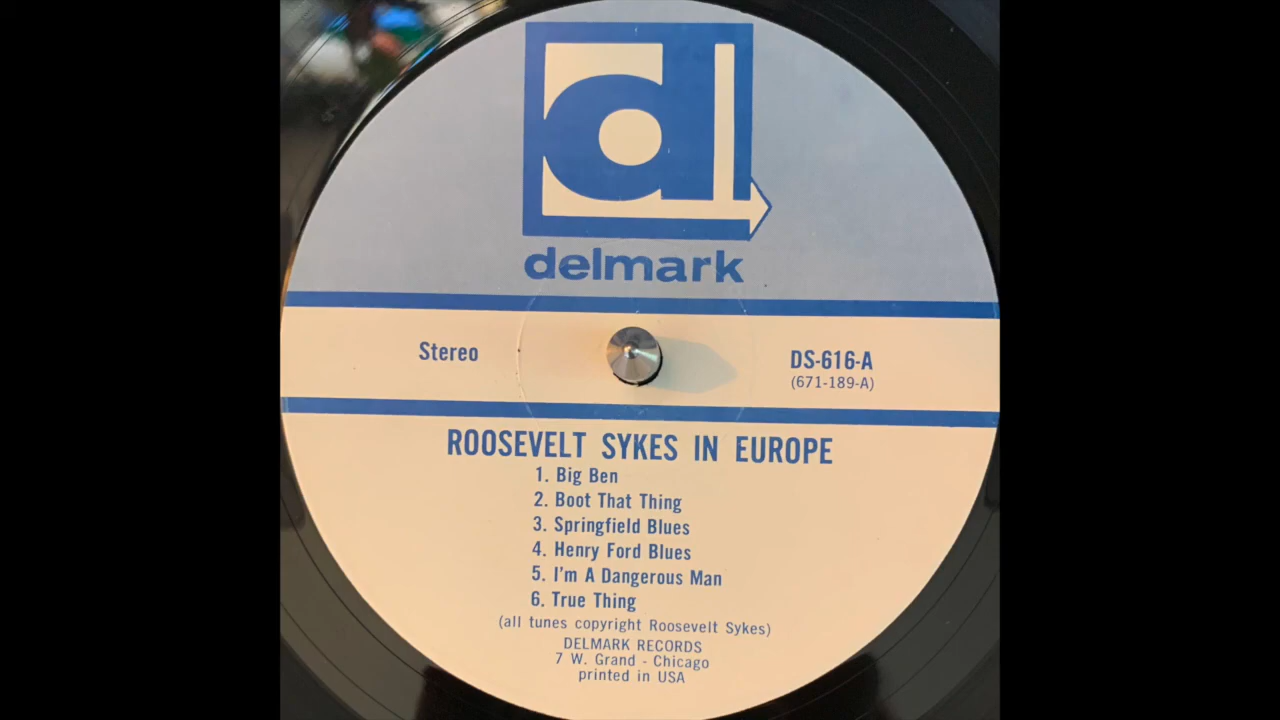 d
delmark
Stereo
DS-616-A
(671-189-A)
ROOSEVELT SYKES IN EUROPE
1. Big Ben
2. Boot That Thing
3. Springfield Blues
4. Henry Ford Blues
5. I'm A Dangerous Man
6. True Thing
(all tunes copyright Roosevelt Sykes)
DELMARK RECORDS
7 W. Grand - Chicago
printed in USA